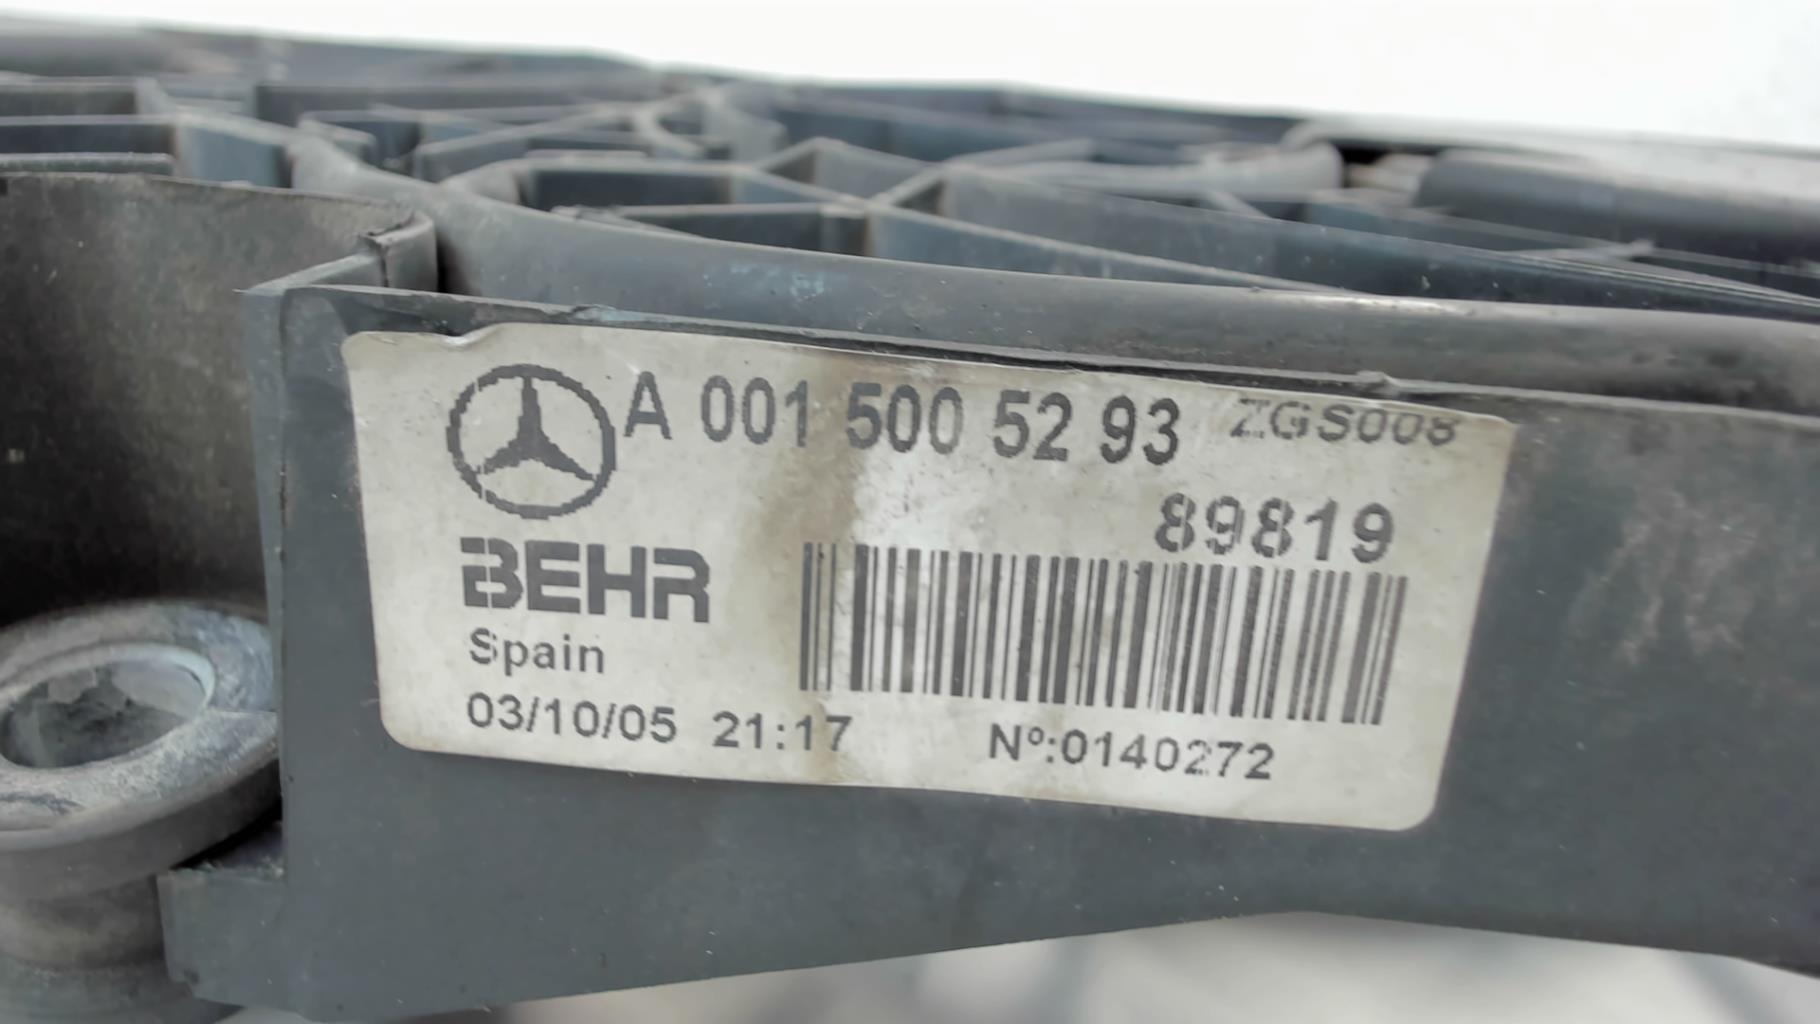 A 001 500 52 93 ZGS008
89819
BEHR
Spain
03/10/05 21:17 Nº:0140272